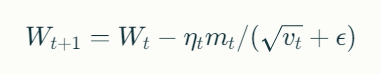 $W_{t+1} = W_t - \eta_t m_t / (\sqrt{v_t} + \epsilon)$